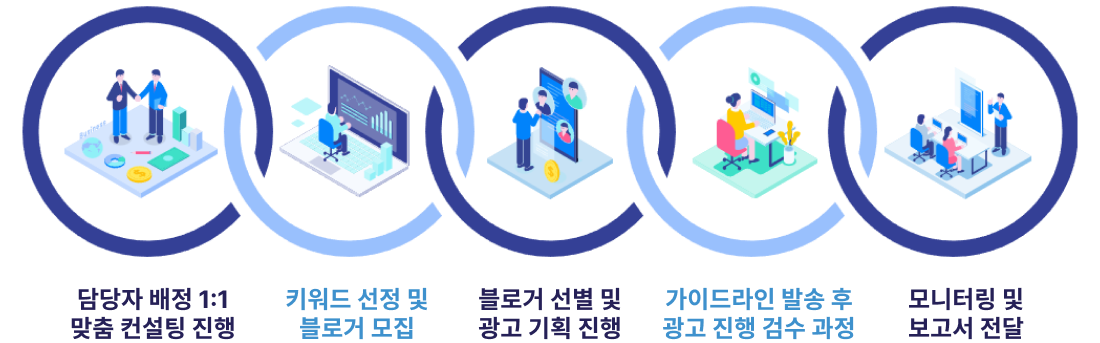 Business
담당자 배정 1:1
맞춤 컨설팅 진행
키워드 선정 및
블로거 모집
블로거 선별 및
광고 기획 진행
가이드라인 발송 후
광고 진행 검수 과정
모니터링 및
보고서 전달